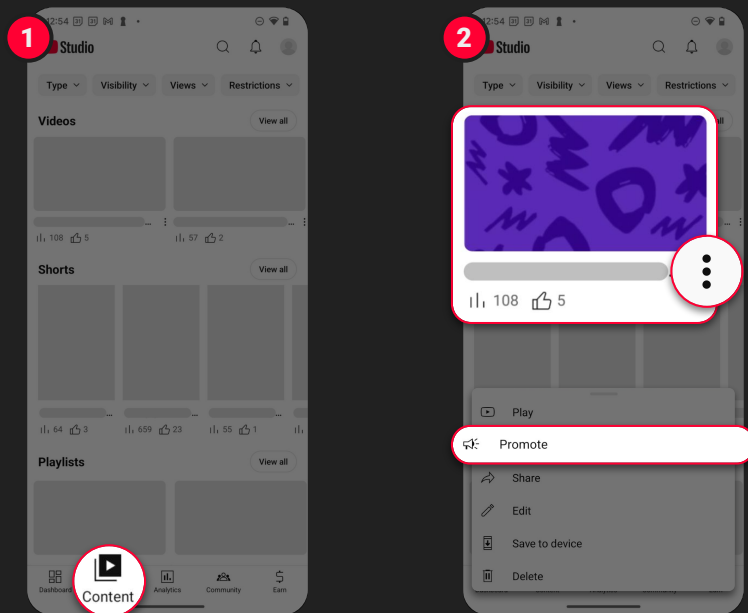 1
12:54
Studio
Type Visibility Views Restrictions
Videos View all
...
...
108 5 57 2
Shorts View all
...
...
...
64 3 659 23 55 1
Playlists View all
Dashboard Content Analytics Community Earn
2
12:54
Studio
Type Visibility Views Restrictions
all
108 5
Play
Promote
Share
Edit
Save to device
Delete